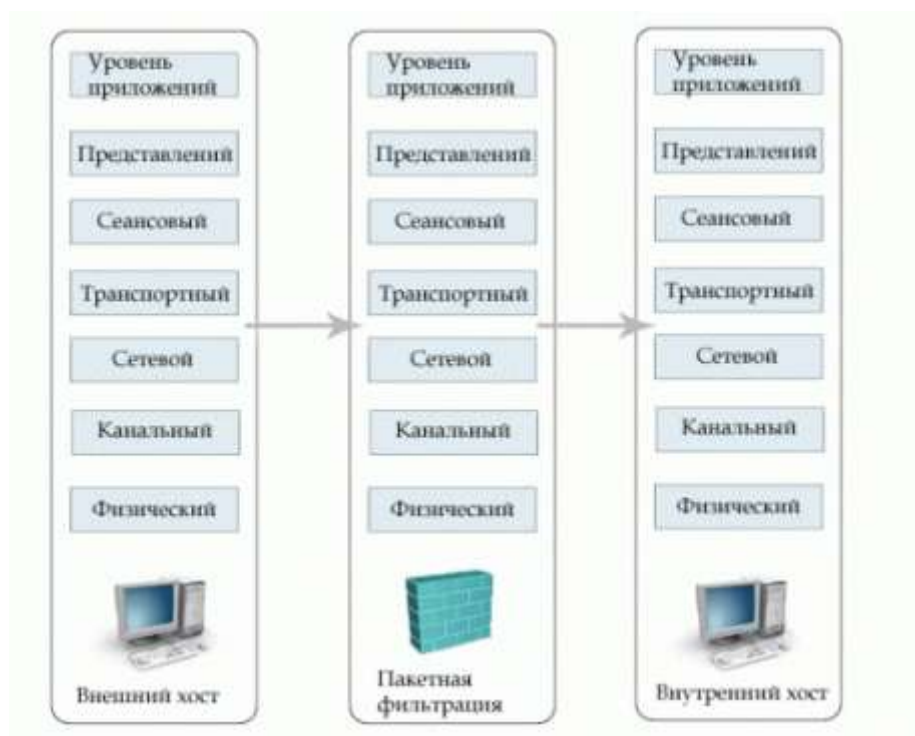 Уровень
приложений
Представлений
Сеансовый
Транспортный
Сетевой
Канальный
Физический
Внешний хост
Уровень
приложений
Представлений
Сеансовый
Транспортный
Сетевой
Канальный
Физический
Пакетная
фильтрация
Уровень
приложений
Представлений
Сеансовый
Транспортный
Сетевой
Канальный
Физический
Внутренний хост